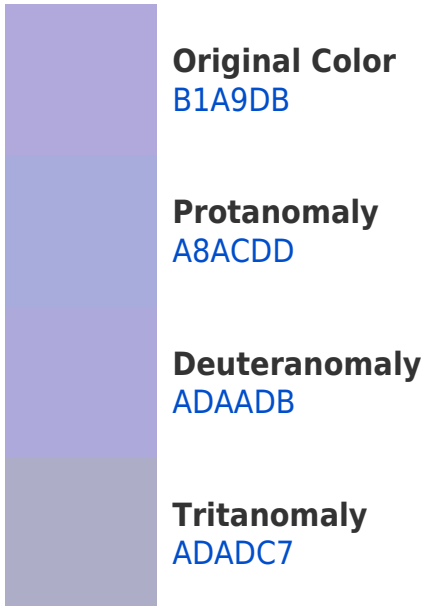 Original Color
B1A9DB
Protanomaly
A8ACDD
Deuteranomaly
ADAADB
Tritanomaly
ADADC7